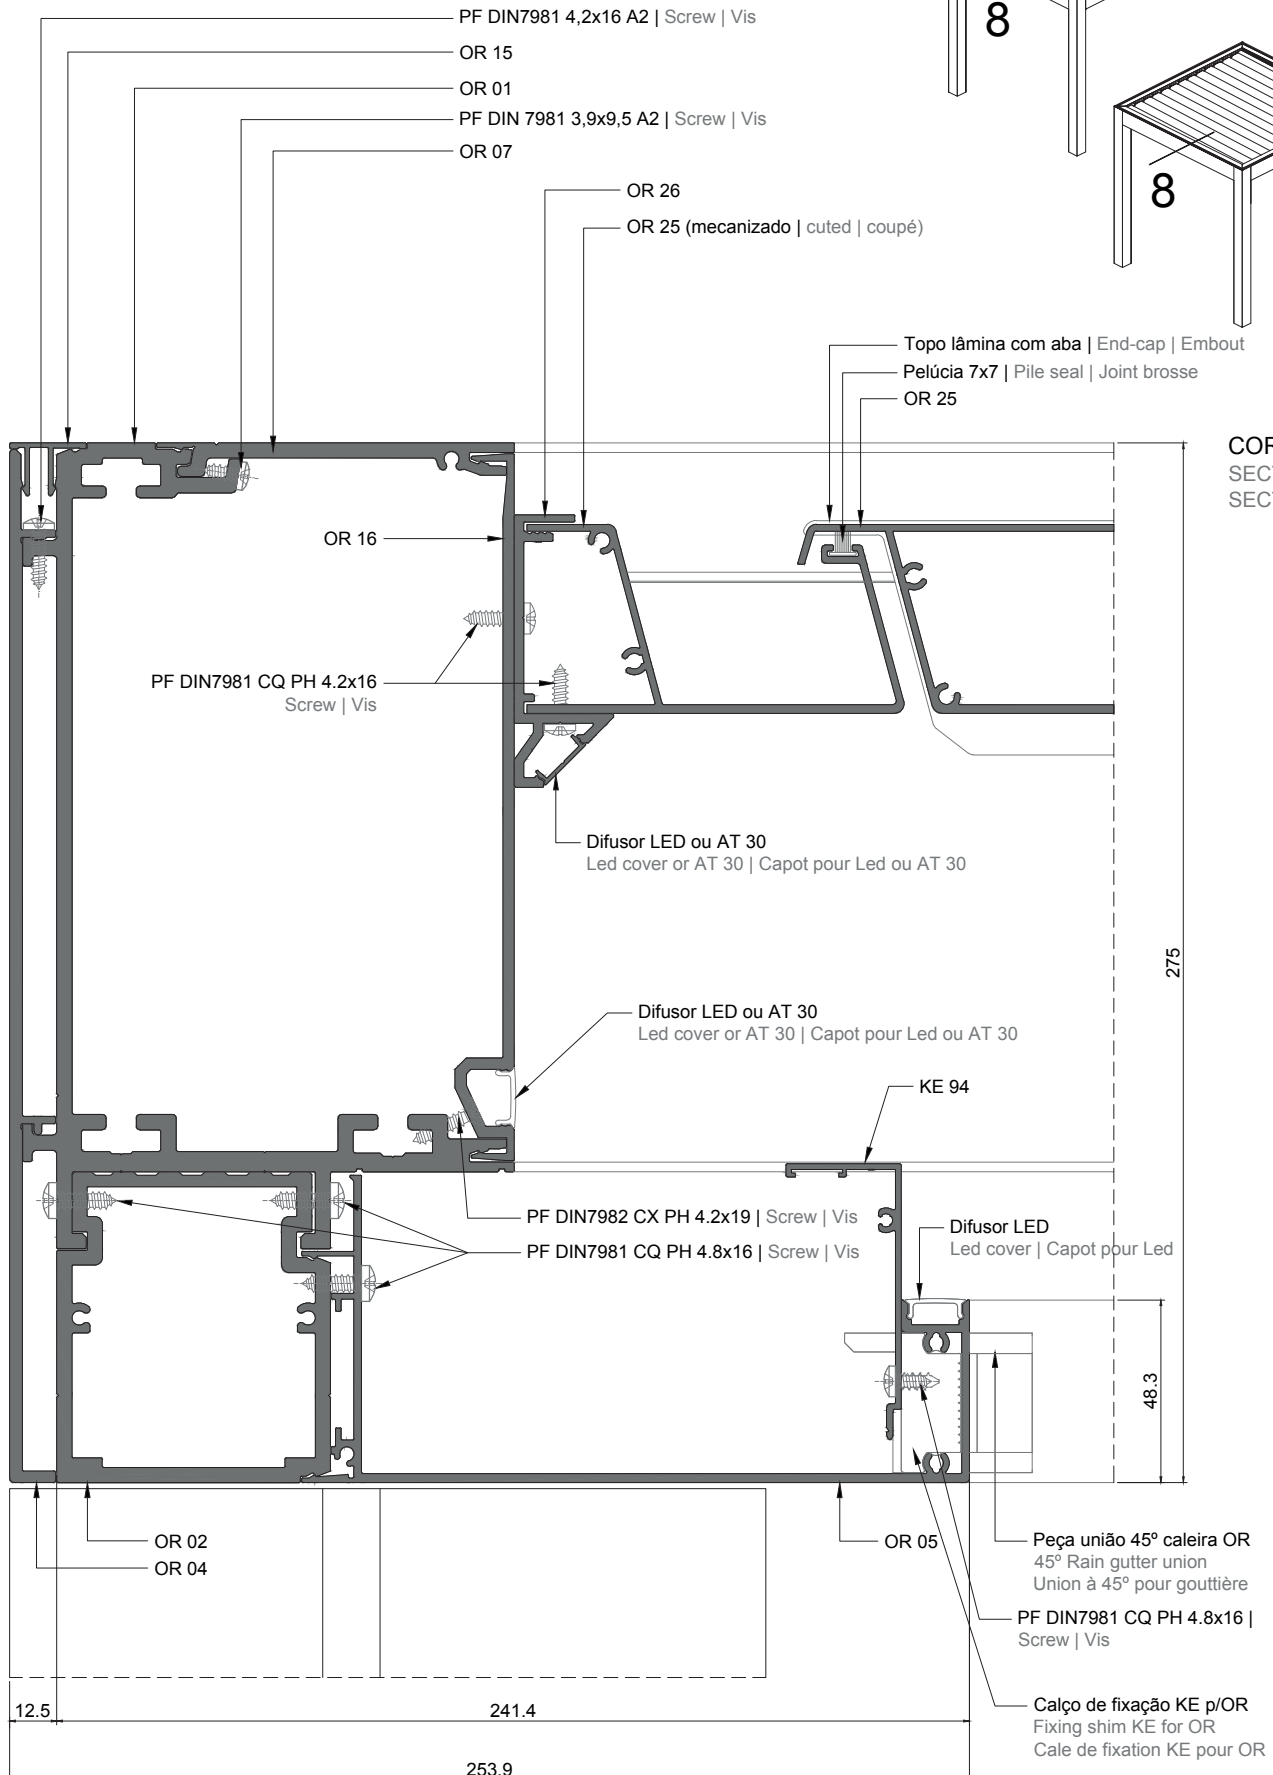 PF DIN7981 4,2x16 A2 | Screw | Vis
8
OR 15
OR 01
PF DIN 7981 3,9x9,5 A2 | Screw | Vis
OR 07
8
OR 26
OR 25 (mecanizado | cuted | coupé)
Topo lâmina com aba | End-cap | Embout
Pelúcia 7x7 | Pile seal | Joint brosse
OR 25
COR
SECT
SECT
OR 16
PF DIN7981 CQ PH 4.2x16
Screw | Vis
Difusor LED ou AT 30
Led cover or AT 30 | Capot pour Led ou AT 30
275
Difusor LED ou AT 30
Led cover or AT 30 | Capot pour Led ou AT 30
KE 94
PF DIN7982 CX PH 4.2x19 | Screw | Vis
PF DIN7981 CQ PH 4.8x16 | Screw | Vis
Difusor LED
Led cover | Capot pour Led
48.3
OR 02
OR 04
OR 05
Peça união 45º caleira OR
45º Rain gutter union
Union à 45º pour gouttière
PF DIN7981 CQ PH 4.8x16 |
Screw | Vis
Calço de fixação KE p/OR
Fixing shim KE for OR
Cale de fixation KE pour OR
12.5
241.4
253.9